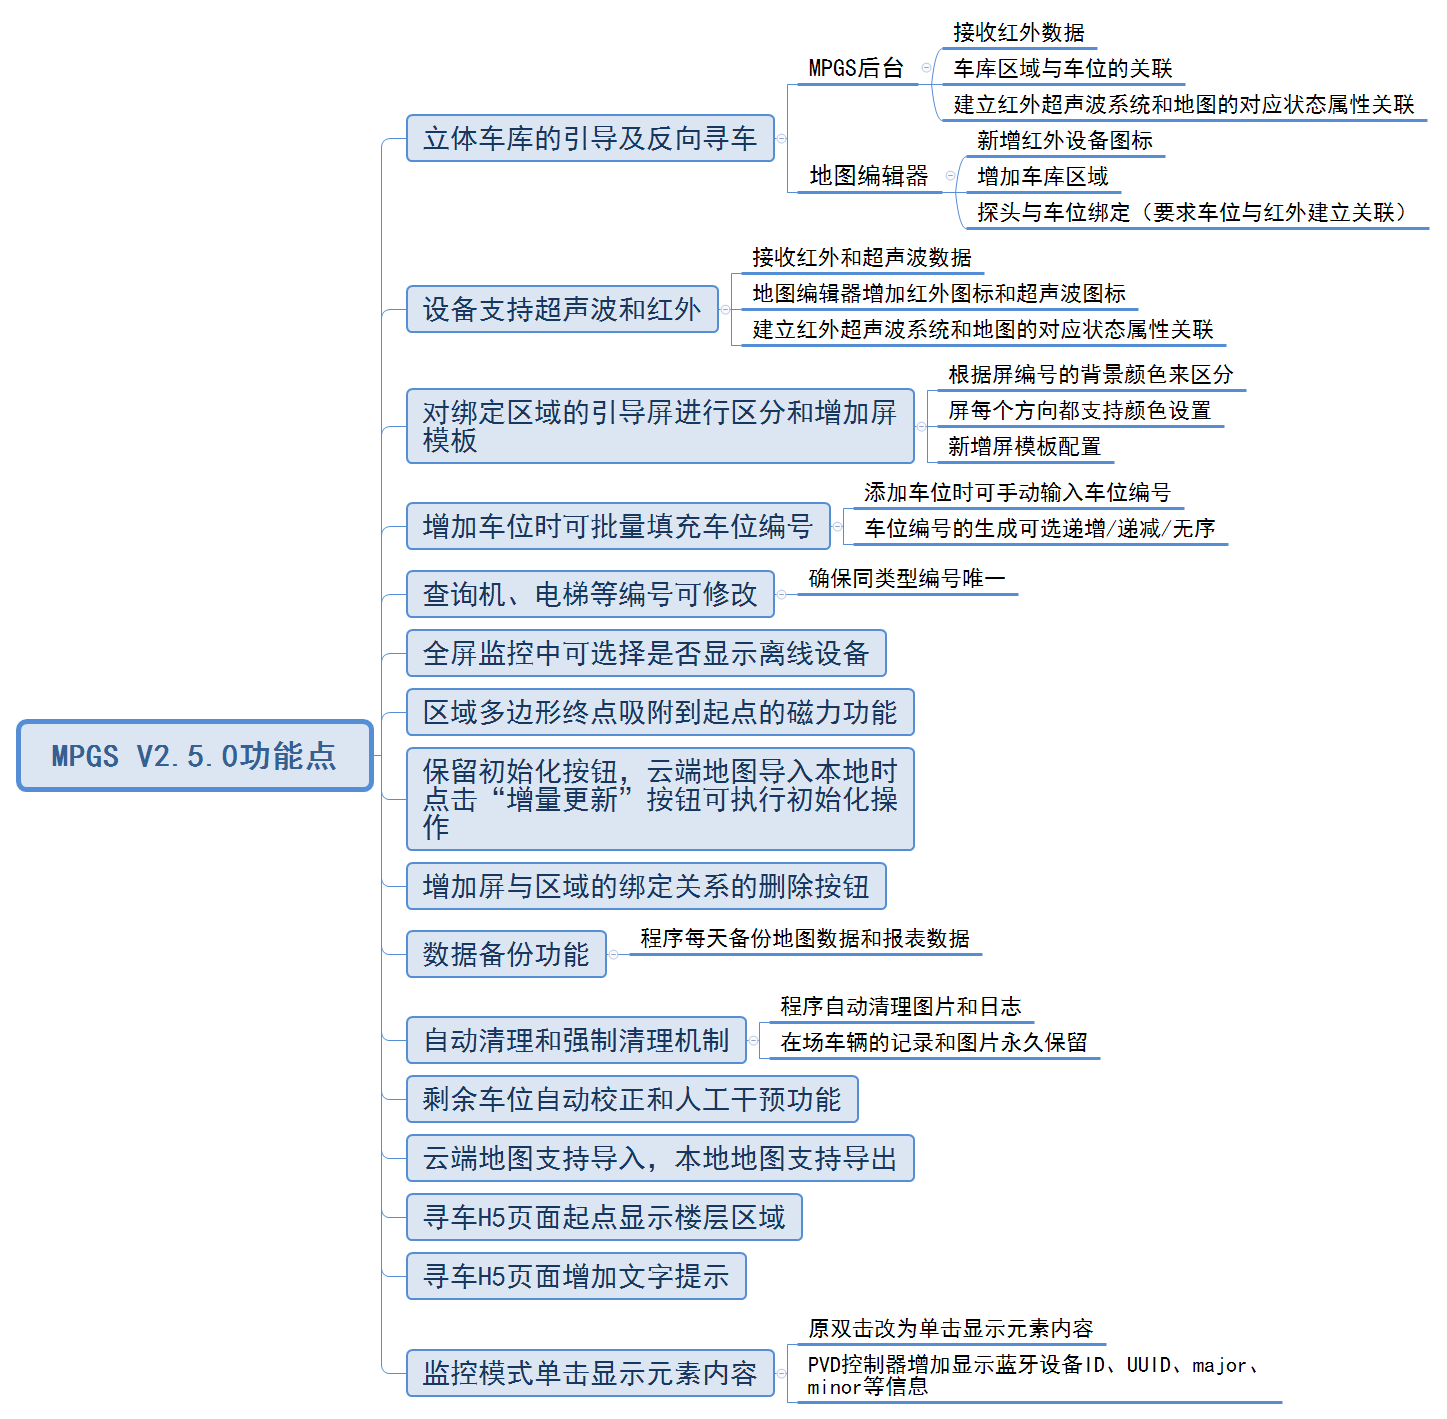 MPGS V2.5.0功能点
立体车库的引导及反向寻车
MPGS后台
接收红外数据
车库区域与车位的关联
建立红外超声波系统和地图的对应状态属性关联
地图编辑器
新增红外设备图标
增加车库区域
探头与车位绑定（要求车位与红外建立关联）
设备支持超声波和红外
接收红外和超声波数据
地图编辑器增加红外图标和超声波图标
建立红外超声波系统和地图的对应状态属性关联
对绑定区域的引导屏进行区分和增加屏
模板
根据屏编号的背景颜色来区分
屏每个方向都支持颜色设置
新增屏模板配置
增加车位时可批量填充车位编号
添加车位时可手动输入车位编号
车位编号的生成可选递增/递减/无序
查询机、电梯等编号可修改
确保同类型编号唯一
全屏监控中可选择是否显示离线设备
区域多边形终点吸附到起点的磁力功能
保留初始化按钮，云端地图导入本地时
点击“增量更新”按钮可执行初始化操
作
增加屏与区域的绑定关系的删除按钮
数据备份功能
程序每天备份地图数据和报表数据
自动清理和强制清理机制
程序自动清理图片和日志
在场车辆的记录和图片永久保留
剩余车位自动校正和人工干预功能
云端地图支持导入，本地地图支持导出
寻车H5页面起点显示楼层区域
寻车H5页面增加文字提示
监控模式单击显示元素内容
原双击改为单击显示元素内容
PVD控制器增加显示蓝牙设备ID、UUID、major、
minor等信息